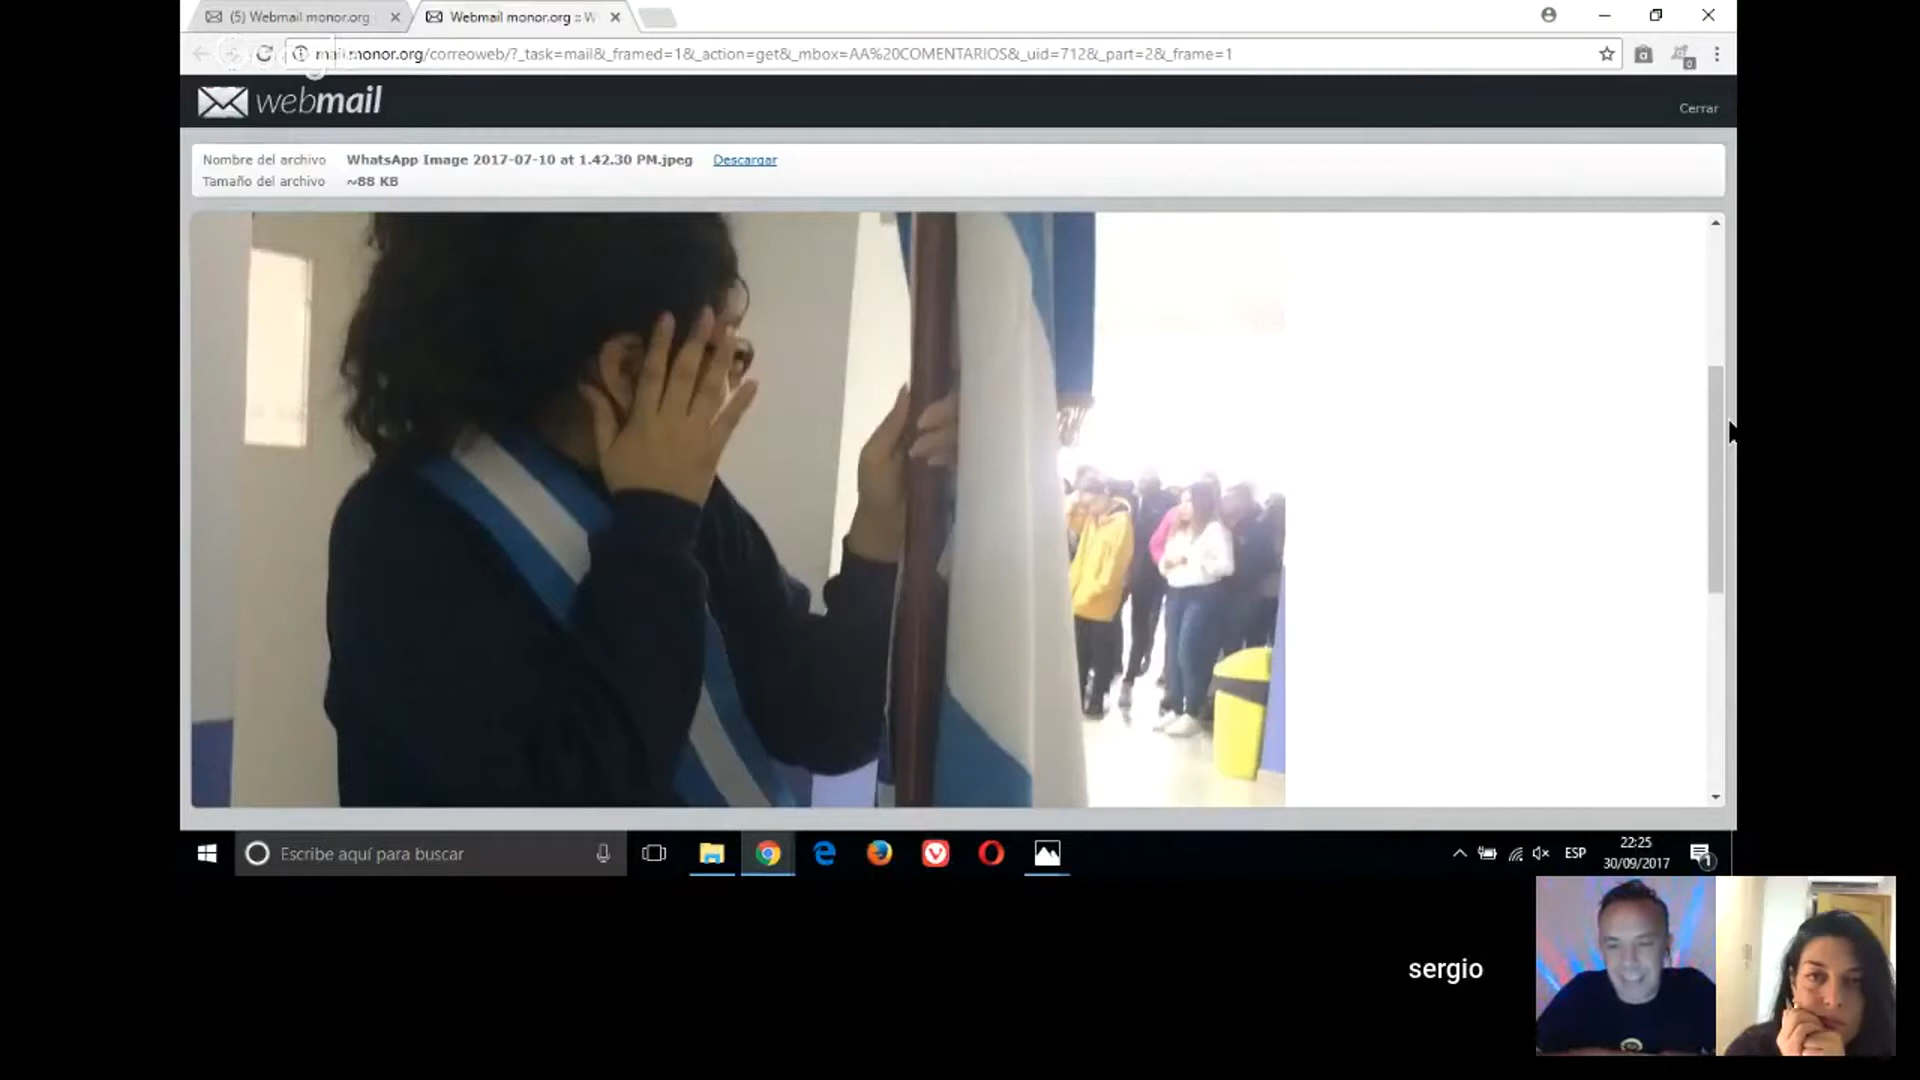 (5) Webmail monor.org
Webmail monor.org :: W
mail.monor.org/correoweb/?_task=mail&_framed=1&_action=get&_mbox=AA%20COMENTARIOS&_uid=712&_part=2&_frame=1
webmail
Cerrar
Nombre del archivo WhatsApp Image 2017-07-10 at 1.42.30 PM.jpeg Descargar
Tamaño del archivo ~88 KB
Escribe aquí para buscar
ESP
22:25
30/09/2017
1
sergio